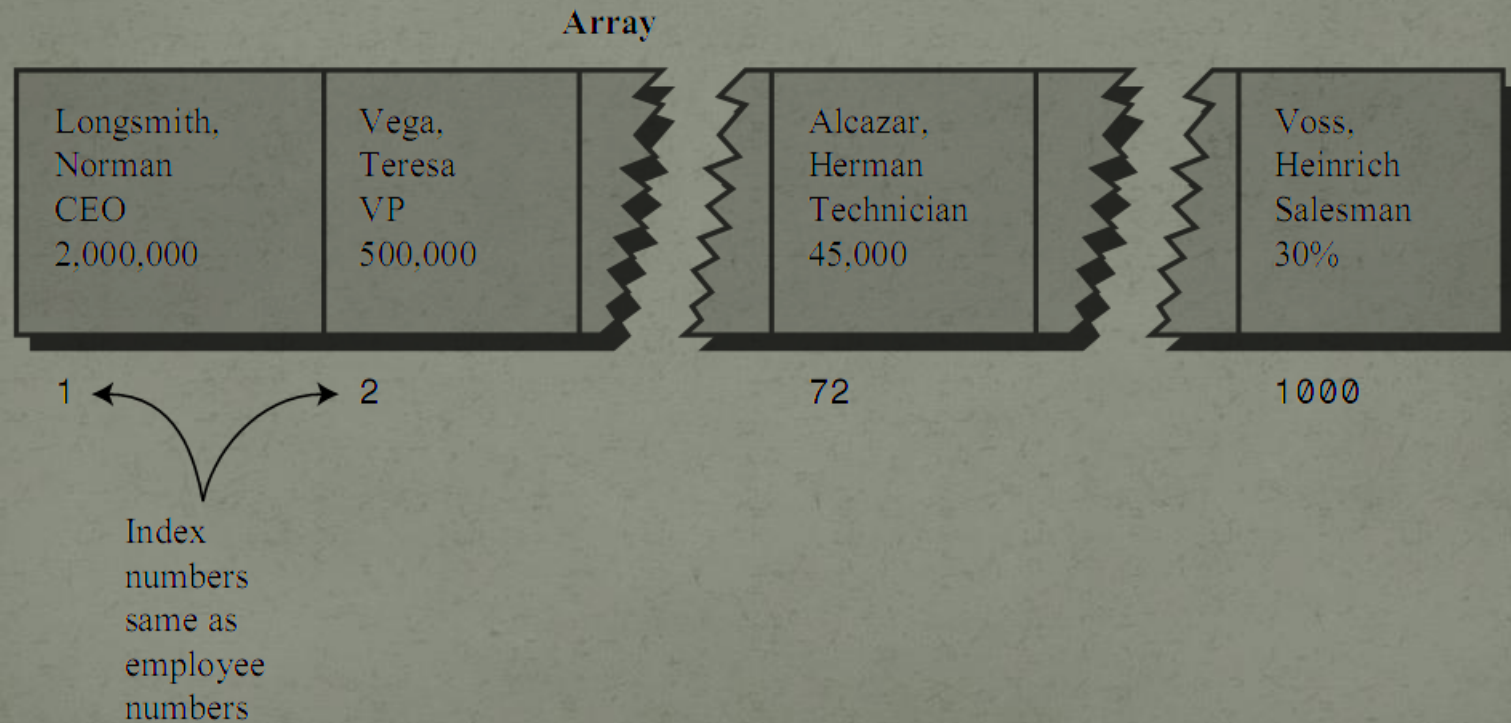 Array
Longsmith,
Norman
CEO
2,000,000
Vega,
Teresa
VP
500,000
Alcazar,
Herman
Technician
45,000
Voss,
Heinrich
Salesman
30%
1
2
72
1000
Index
numbers
same as
employee
numbers